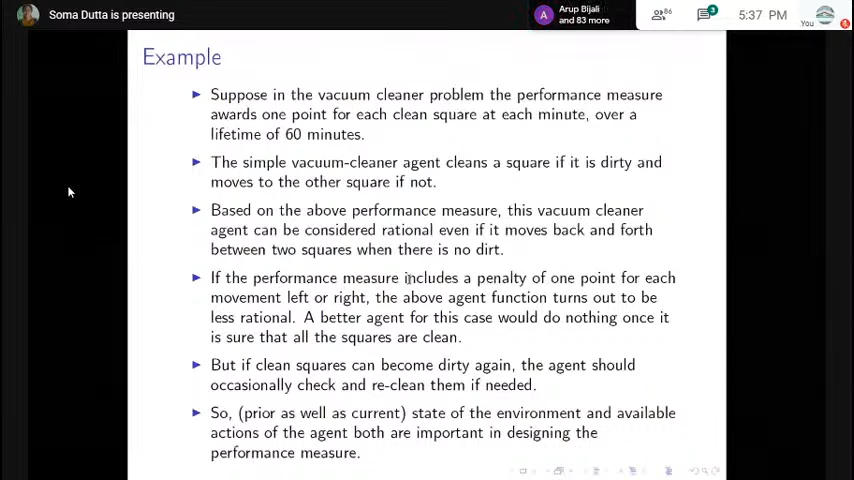 Soma Dutta is presenting
A
Arup Bijali
and 83 more
86
3
5:37 PM
You
Example
Suppose in the vacuum cleaner problem the performance measure
awards one point for each clean square at each minute, over a
lifetime of 60 minutes.
The simple vacuum-cleaner agent cleans a square if it is dirty and
moves to the other square if not.
Based on the above performance measure, this vacuum cleaner
agent can be considered rational even if it moves back and forth
between two squares when there is no dirt.
If the performance measure includes a penalty of one point for each
movement left or right, the above agent function turns out to be
less rational. A better agent for this case would do nothing once it
is sure that all the squares are clean.
But if clean squares can become dirty again, the agent should
occasionally check and re-clean them if needed.
So, (prior as well as current) state of the environment and available
actions of the agent both are important in designing the
performance measure.